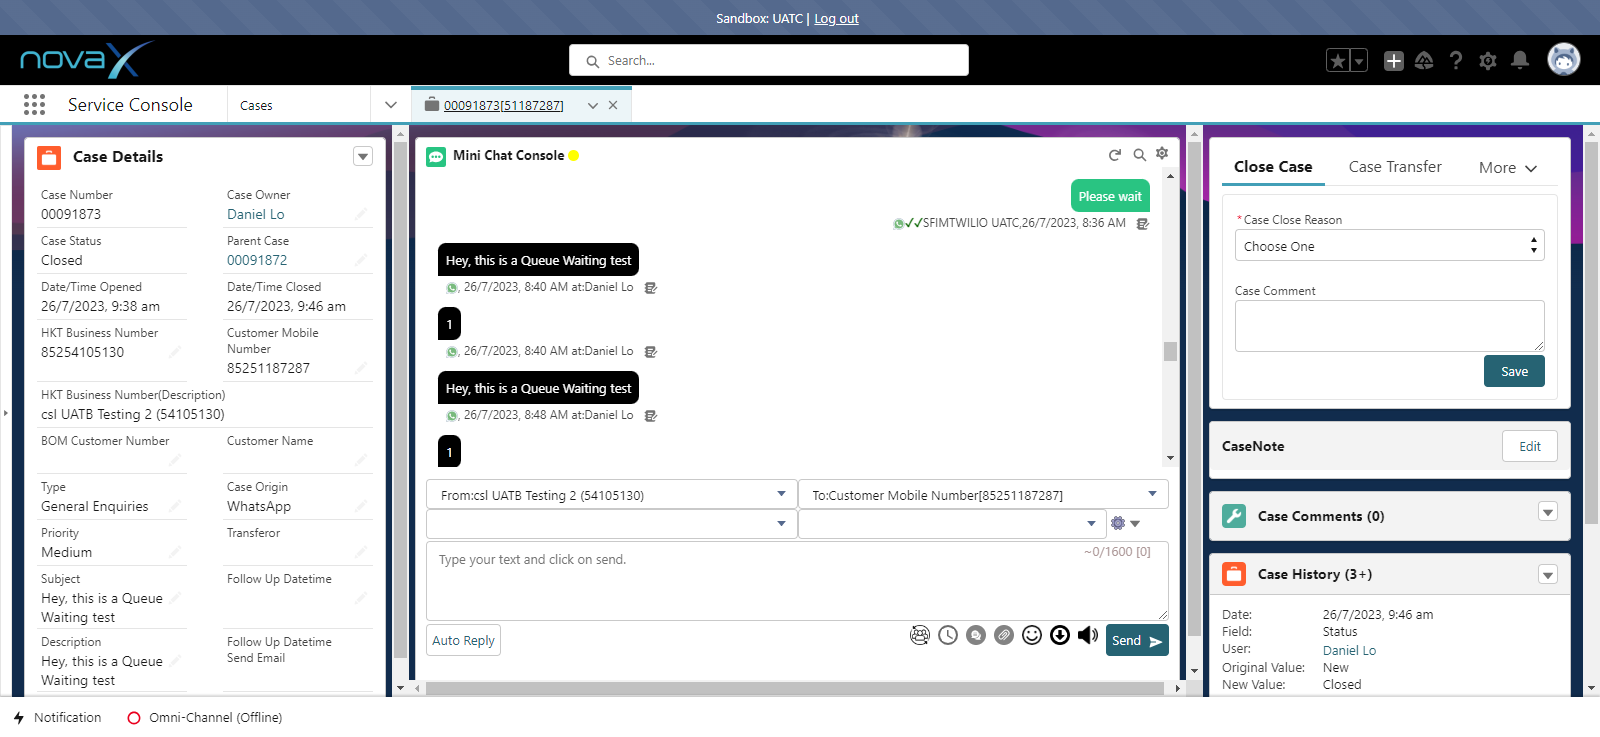 Sandbox: UATC | Log out
novaX
Search...
Service Console
Cases
00091873[51187287]
Case Details
Case Number
00091873
Case Owner
Daniel Lo
Case Status
Closed
Parent Case
00091872
Date/Time Opened
26/7/2023, 9:38 am
Date/Time Closed
26/7/2023, 9:46 am
HKT Business Number
85254105130
Customer Mobile
Number
85251187287
HKT Business Number(Description)
csl UATB Testing 2 (54105130)
BOM Customer Number
Customer Name
Type
General Enquiries
Case Origin
WhatsApp
Priority
Medium
Transferor
Subject
Hey, this is a Queue
Waiting test
Follow Up Datetime
Description
Hey, this is a Queue
Waiting test
Follow Up Datetime
Send Email
Mini Chat Console
Please wait
SFIMTWILIO UATC,26/7/2023, 8:36 AM
Hey, this is a Queue Waiting test
, 26/7/2023, 8:40 AM at:Daniel Lo
1
, 26/7/2023, 8:40 AM at:Daniel Lo
Hey, this is a Queue Waiting test
, 26/7/2023, 8:48 AM at:Daniel Lo
1
From:csl UATB Testing 2 (54105130)
To:Customer Mobile Number[85251187287]
Type your text and click on send.
~0/1600 [0]
Auto Reply
Send
Close Case
Case Transfer
More
*Case Close Reason
Choose One
Case Comment
Save
CaseNote
Edit
Case Comments (0)
Case History (3+)
Date: 26/7/2023, 9:46 am
Field: Status
User: Daniel Lo
Original Value: New
New Value: Closed
Notification
Omni-Channel (Offline)